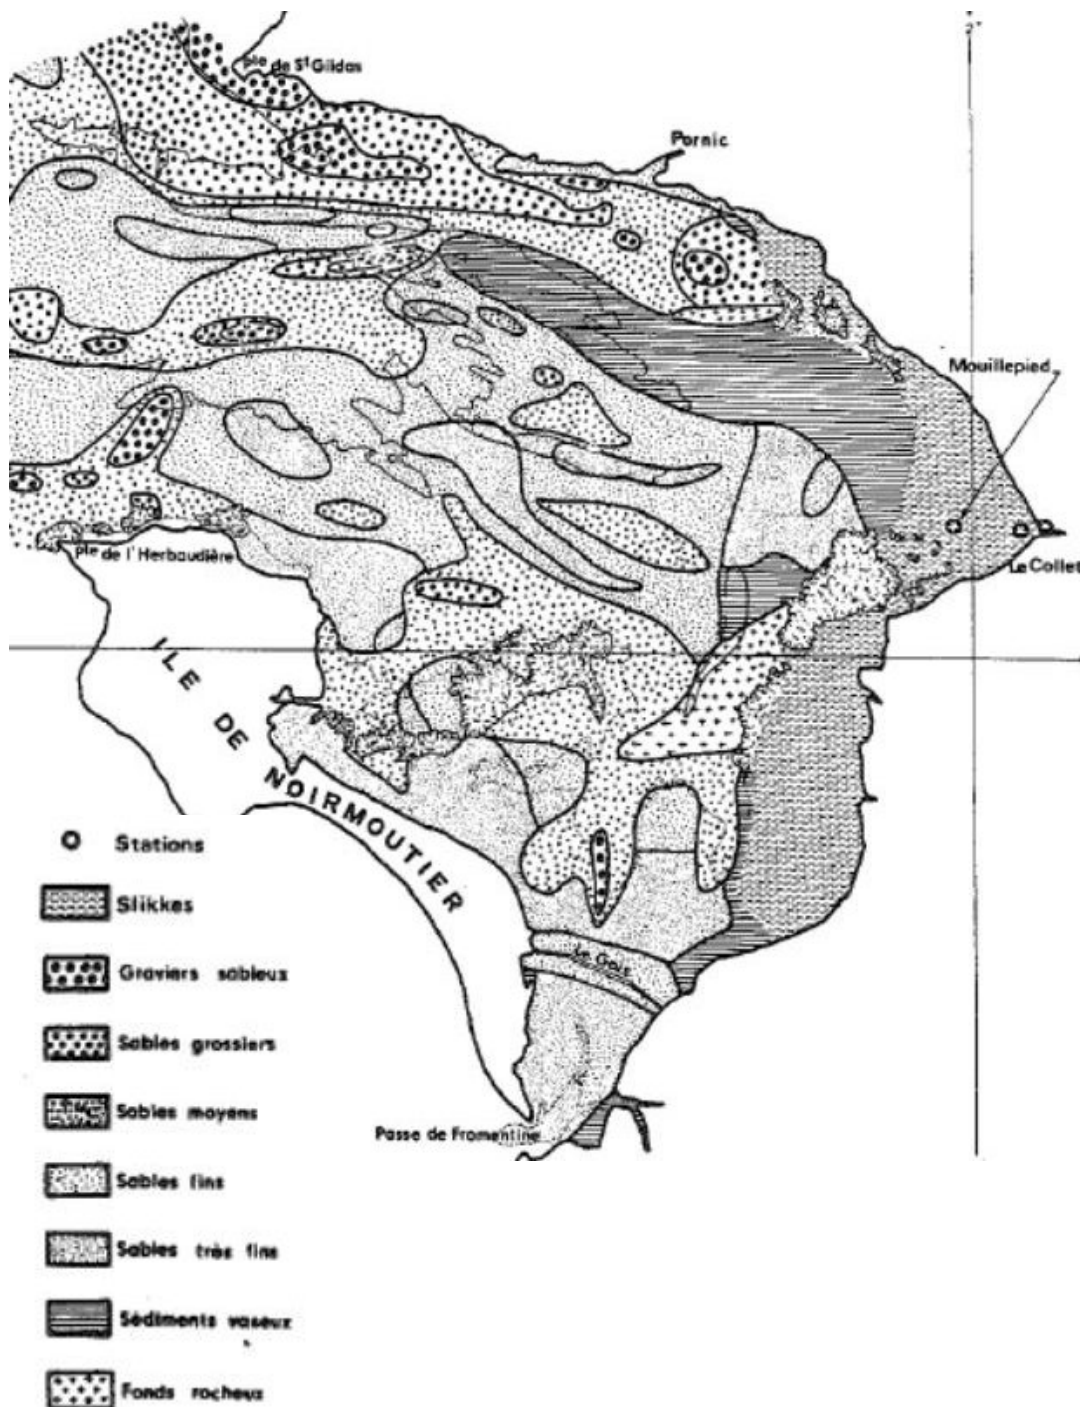 2°
Pte de St Gildas
Pornic
Mouillepied
Pte de l'Herbaudière
Le Collet
ILE DE NOIRMOUTIER
Le Gois
Passe de Fromentine
Stations
Slikkes
Graviers sableux
Sables grossiers
Sables moyens
Sables fins
Sables très fins
Sédiments vaseux
Fonds rocheux